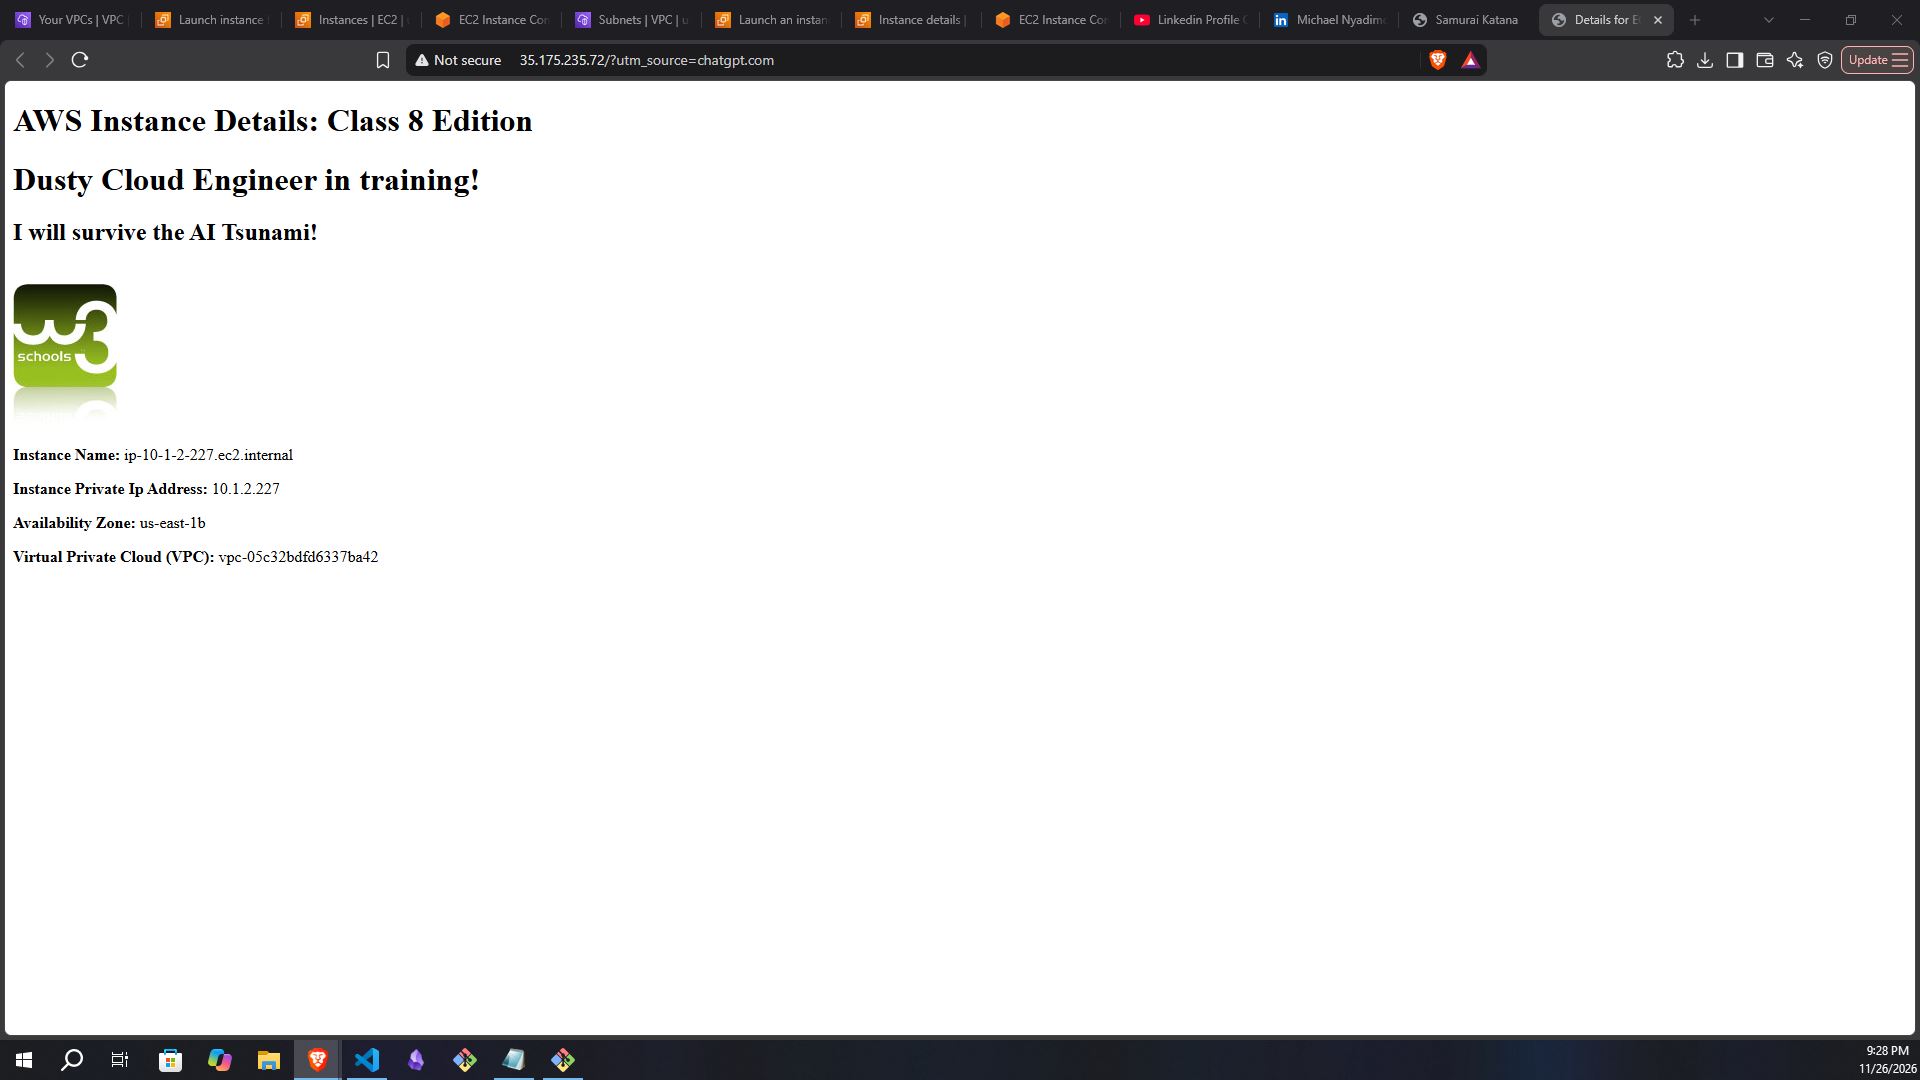 Your VPCs | VPC
Launch instance
Instances | EC2 |
EC2 Instance Con
Subnets | VPC | u
Launch an instan
Instance details |
EC2 Instance Con
Linkedin Profile
Michael Nyadim
Samurai Katana
Details for E
Not secure
35.175.235.72/?utm_source=chatgpt.com
Update
AWS Instance Details: Class 8 Edition
Dusty Cloud Engineer in training!
I will survive the AI Tsunami!
w3
schools
Instance Name: ip-10-1-2-227.ec2.internal
Instance Private Ip Address: 10.1.2.227
Availability Zone: us-east-1b
Virtual Private Cloud (VPC): vpc-05c32bdfd6337ba42
9:28 PM
11/26/2026